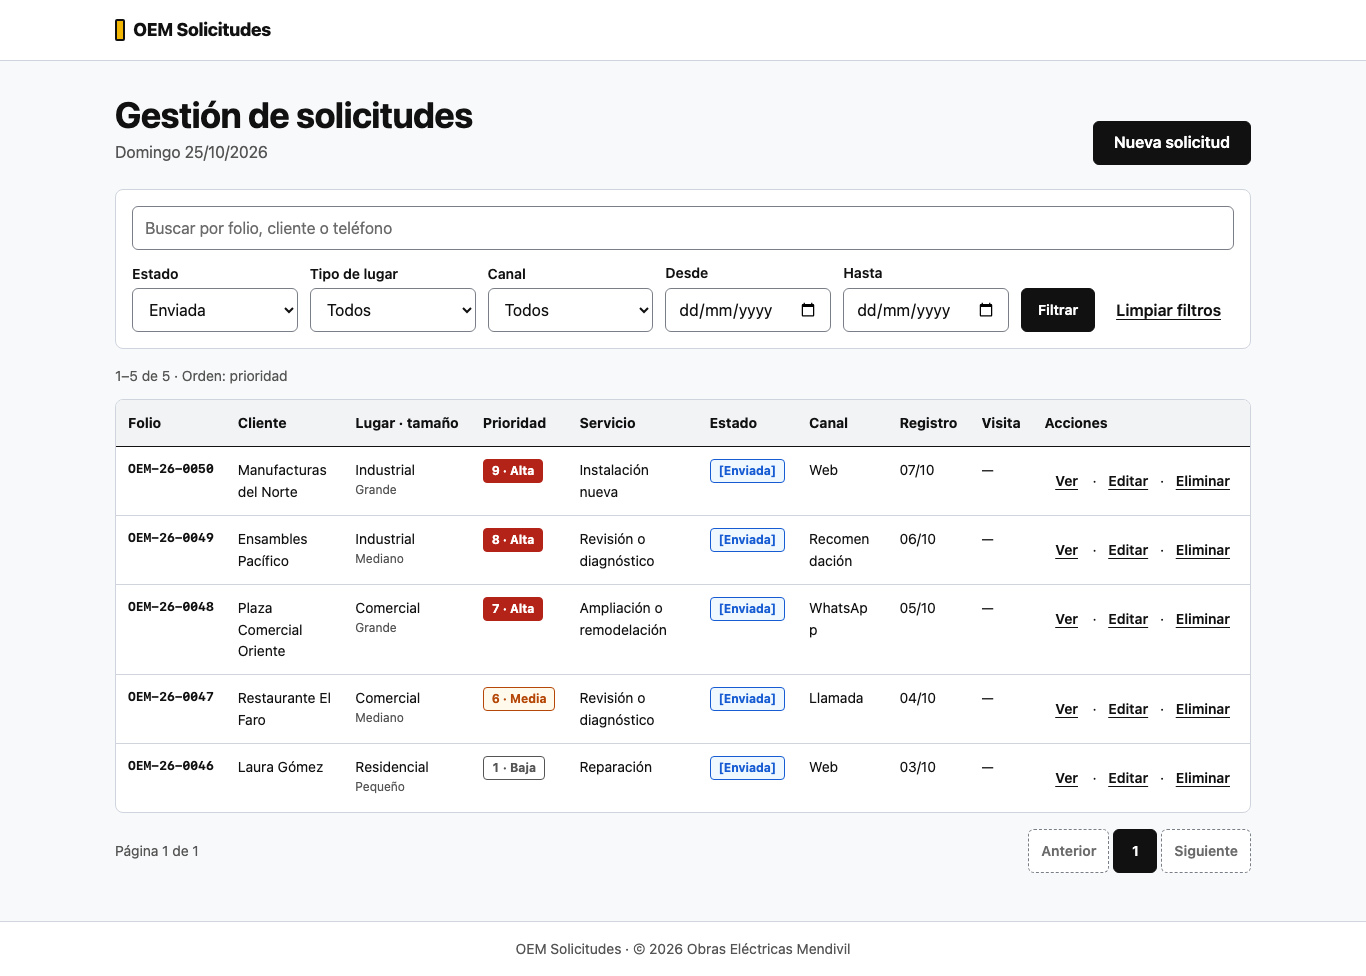 OEM Solicitudes
Gestión de solicitudes
Domingo 25/10/2026
Nueva solicitud
Buscar por folio, cliente o teléfono
Estado Tipo de lugar Canal Desde Hasta
Enviada Todos Todos dd/mm/yyyy dd/mm/yyyy Filtrar Limpiar filtros
1–5 de 5 · Orden: prioridad
Folio Cliente Lugar · tamaño Prioridad Servicio Estado Canal Registro Visita Acciones
OEM-26-0050 Manufacturas Industrial 9 · Alta Instalación [Enviada] Web 07/10 — Ver · Editar · Eliminar
del Norte Grande nueva
OEM-26-0049 Ensambles Industrial 8 · Alta Revisión o [Enviada] Recomen 06/10 — Ver · Editar · Eliminar
Pacífico Mediano diagnóstico dación
OEM-26-0048 Plaza Comercial 7 · Alta Ampliación o [Enviada] WhatsAp 05/10 — Ver · Editar · Eliminar
Comercial Grande remodelación p
Oriente
OEM-26-0047 Restaurante El Comercial 6 · Media Revisión o [Enviada] Llamada 04/10 — Ver · Editar · Eliminar
Faro Mediano diagnóstico
OEM-26-0046 Laura Gómez Residencial 1 · Baja Reparación [Enviada] Web 03/10 — Ver · Editar · Eliminar
Pequeño
Página 1 de 1 Anterior 1 Siguiente
OEM Solicitudes · © 2026 Obras Eléctricas Mendivil